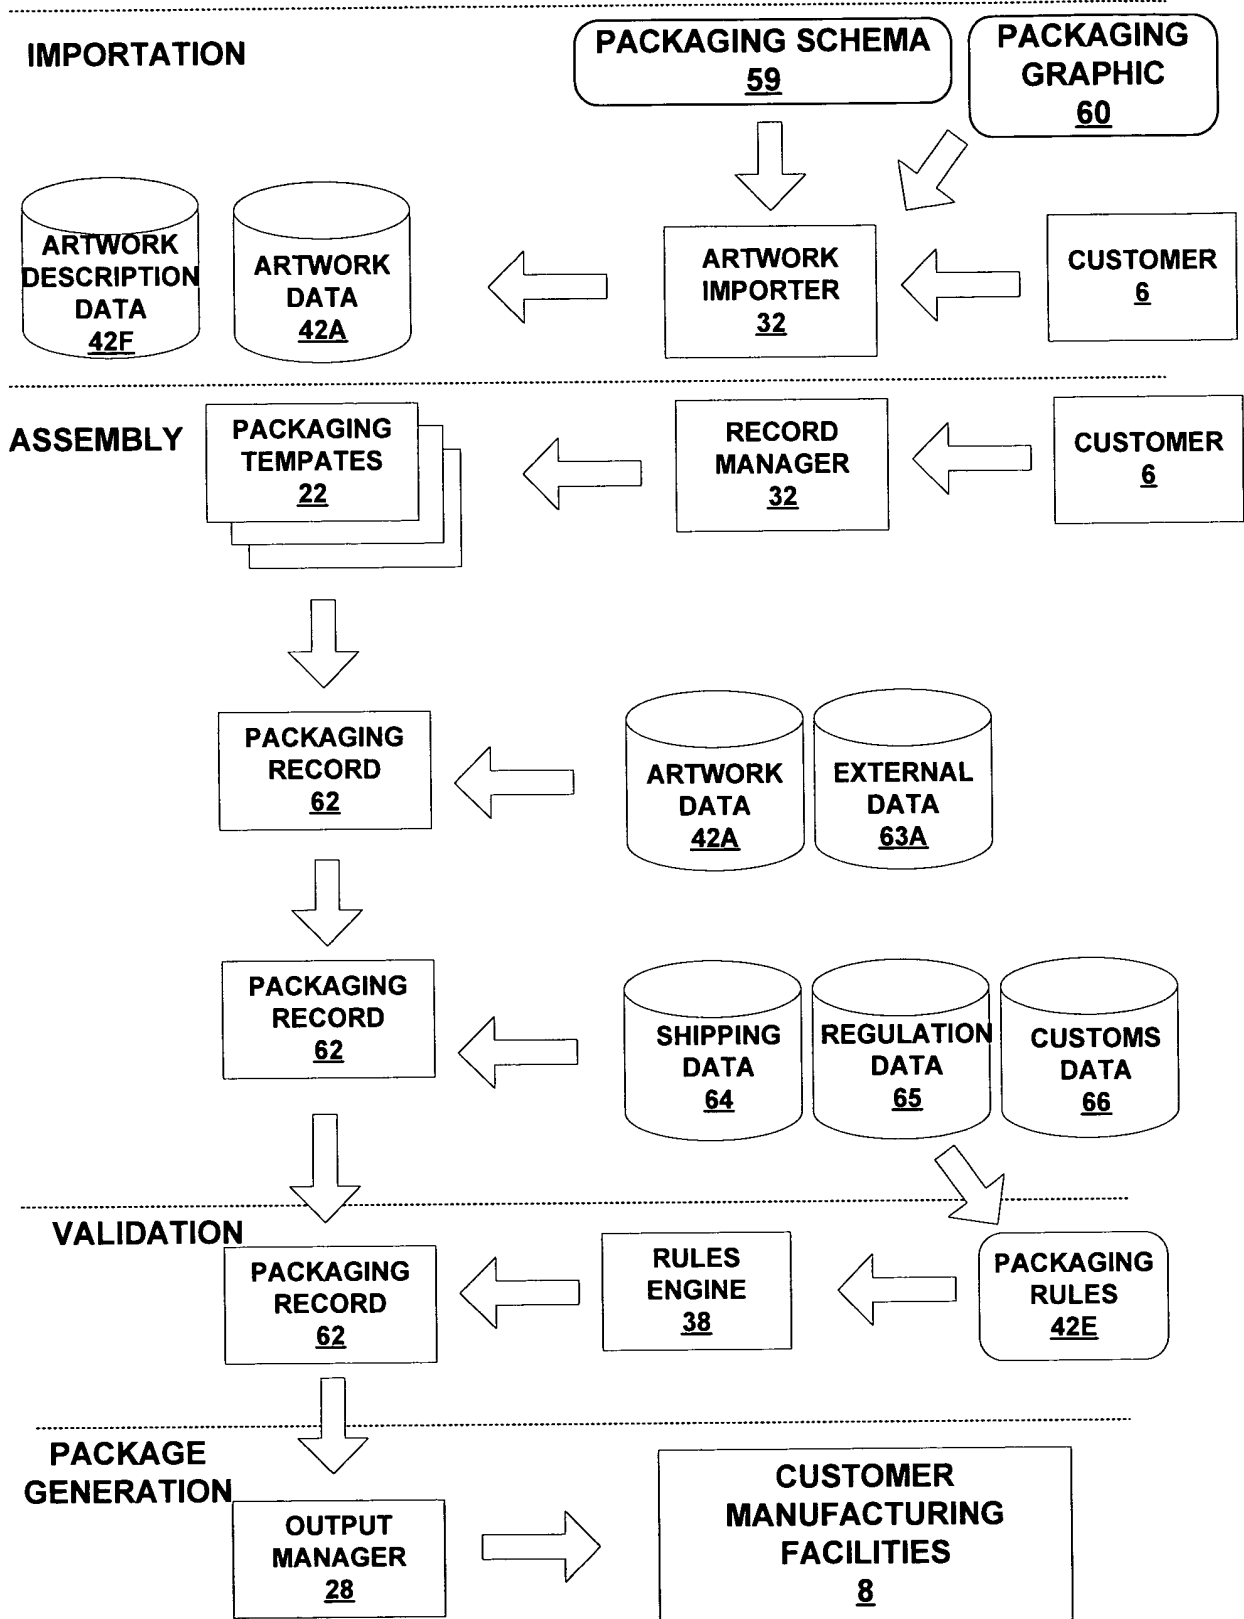 IMPORTATION
PACKAGING SCHEMA
59
PACKAGING
GRAPHIC
60
ARTWORK
DESCRIPTION
DATA
42F
ARTWORK
DATA
42A
ARTWORK
IMPORTER
32
CUSTOMER
6
ASSEMBLY
PACKAGING
TEMPATES
22
RECORD
MANAGER
32
CUSTOMER
6
PACKAGING
RECORD
62
ARTWORK
DATA
42A
EXTERNAL
DATA
63A
PACKAGING
RECORD
62
SHIPPING
DATA
64
REGULATION
DATA
65
CUSTOMS
DATA
66
VALIDATION
PACKAGING
RECORD
62
RULES
ENGINE
38
PACKAGING
RULES
42E
PACKAGE
GENERATION
OUTPUT
MANAGER
28
CUSTOMER
MANUFACTURING
FACILITIES
8